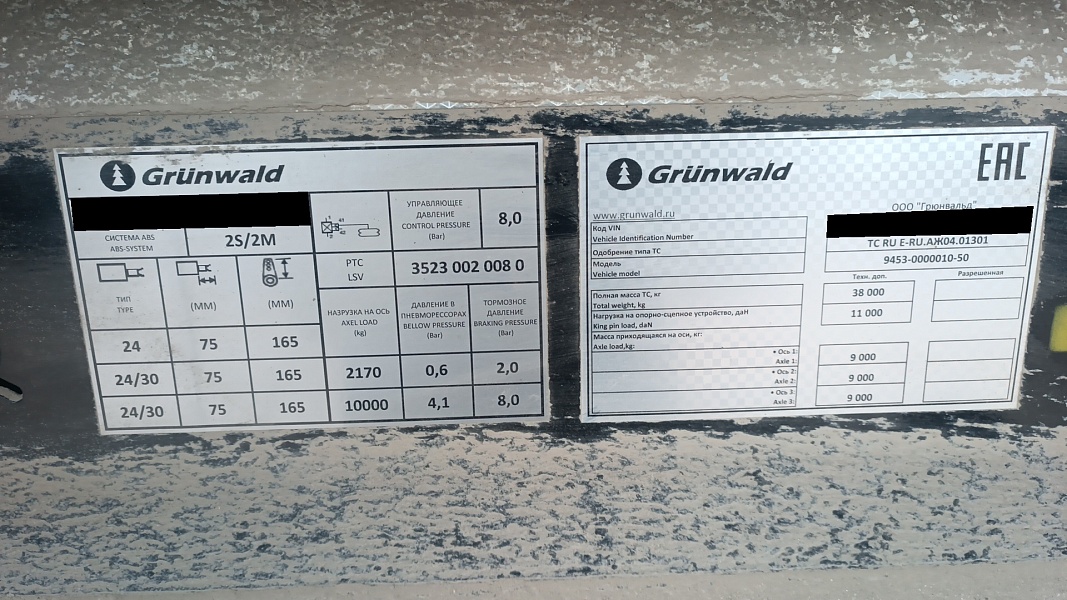 Grünwald
СИСТЕМА ABS
ABS-SYSTEM
2S/2M
1
41
42
2
УПРАВЛЯЮЩЕЕ
ДАВЛЕНИЕ
CONTROL PRESSURE
(Bar)
8,0
ТИП
TYPE
(MM)
(MM)
РТС
LSV
3523 002 008 0
НАГРУЗКА НА ОСЬ
AXEL LOAD
(kg)
ДАВЛЕНИЕ В
ПНЕВМОРЕССОРАХ
BELLOW PRESSURE
(Bar)
ТОРМОЗНОЕ
ДАВЛЕНИЕ
BRAKING PRESSURE
(Bar)
24 75 165
24/30 75 165 2170 0,6 2,0
24/30 75 165 10000 4,1 8,0
Grünwald
EAC
www.grunwald.ru
ООО "Грюнвальд"
Код VIN
Vehicle Identification Number
Одобрение типа ТС
TC RU E-RU.АЖ04.01301
Модель
Vehicle model
9453-0000010-50
Техн. доп.
Разрешенная
Полная масса ТС, кг
Total weight, kg
38 000
Нагрузка на опорно-сцепное устройство, даН
King pin load, daN
11 000
Масса приходящаяся на оси, кг:
Axle load,kg:
• Ось 1:
Axle 1:
9 000
• Ось 2:
Axle 2:
9 000
• Ось 3:
Axle 3:
9 000